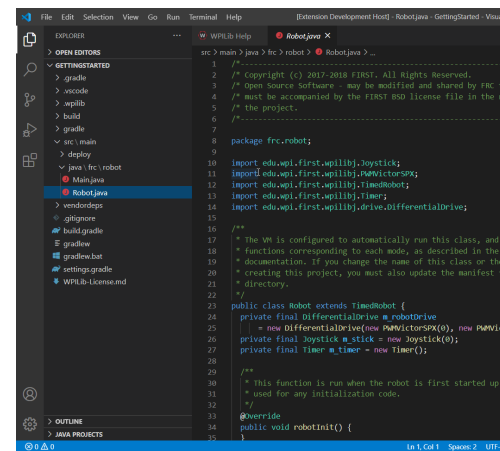 File Edit Selection View Go Run Terminal Help [Extension Development Host] - Robot.java - GettingStarted - Visua
EXPLORER ...
OPEN EDITORS
GETTINGSTARTED
.gradle
.vscode
.wpilib
build
gradle
src \ main
deploy
java \ frc \ robot
Main.java
Robot.java
vendordeps
.gitignore
build.gradle
gradlew
gradlew.bat
settings.gradle
WPILib-License.md
OUTLINE
JAVA PROJECTS
WPILib Help Robot.java
src > main > java > frc > robot > Robot.java > ...
1 /*----------------------------------------------------
2 /* Copyright (c) 2017-2018 FIRST. All Rights Reserved.
3 /* Open Source Software - may be modified and shared by FRC
4 /* must be accompanied by the FIRST BSD license file in the
5 /* the project.
6 /*----------------------------------------------------
7
8 package frc.robot;
9
10 import edu.wpi.first.wpilibj.Joystick;
11 import edu.wpi.first.wpilibj.PWMVictorSPX;
12 import edu.wpi.first.wpilibj.TimedRobot;
13 import edu.wpi.first.wpilibj.Timer;
14 import edu.wpi.first.wpilibj.drive.DifferentialDrive;
15
16 /**
17 * The VM is configured to automatically run this class, and
18 * functions corresponding to each mode, as described in the
19 * documentation. If you change the name of this class or the
20 * creating this project, you must also update the manifest
21 * directory.
22 */
23 public class Robot extends TimedRobot {
24 private final DifferentialDrive m_robotDrive
25 = new DifferentialDrive(new PWMVictorSPX(0), new PWMVi
26 private final Joystick m_stick = new Joystick(0);
27 private final Timer m_timer = new Timer();
28
29 /**
30 * This function is run when the robot is first started up
31 * used for any initialization code.
32 */
33 @Override
34 public void robotInit() {
35 }
0 0 Ln 1, Col 1 Spaces: 2 UTF-